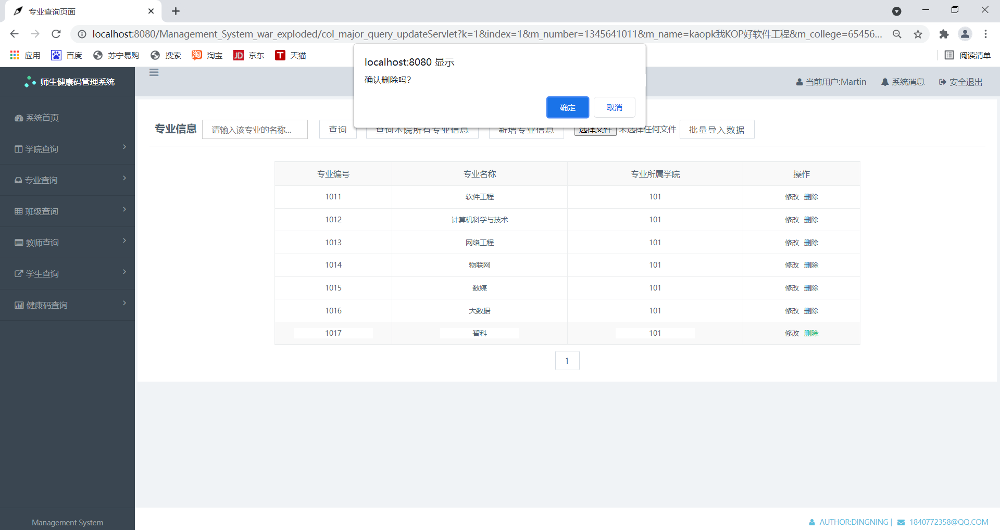 专业查询页面
localhost:8080/Management_System_war_exploded/col_major_query_updateServlet?k=1&index=1&m_number=1345641011&m_name=kaopk我KOP好软件工程&m_college=65456...
应用 百度 苏宁易购 搜索 淘宝 京东 天猫 阅读清单
localhost:8080 显示
确认删除吗?
确定 取消
师生健康码管理系统
当前用户:Martin 系统消息 安全退出
系统首页
学院查询
专业查询
班级查询
教师查询
学生查询
健康码查询
专业信息 请输入该专业的名称... 查询 查询本院所有专业信息 新增专业信息 选择文件 未选择任何文件 批量导入数据
专业编号 专业名称 专业所属学院 操作
1011 软件工程 101 修改 删除
1012 计算机科学与技术 101 修改 删除
1013 网络工程 101 修改 删除
1014 物联网 101 修改 删除
1015 数媒 101 修改 删除
1016 大数据 101 修改 删除
1017 智科 101 修改 删除
1
Management System
AUTHOR:DINGNING | 1840772358@QQ.COM